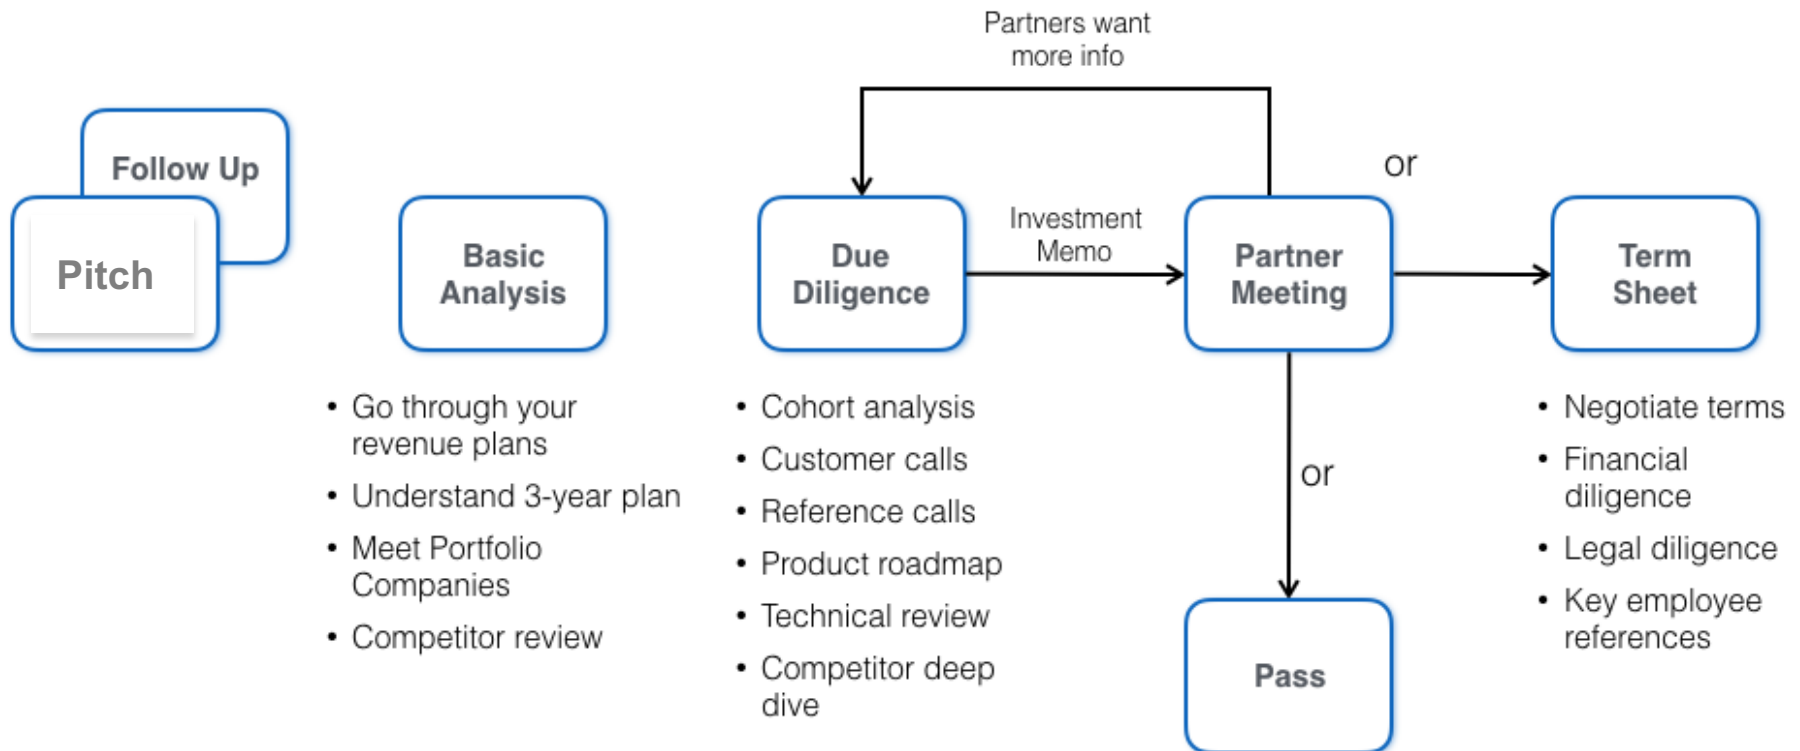 Partners want
more info
Follow Up
Pitch
Basic
Analysis
• Go through your
revenue plans
• Understand 3-year plan
• Meet Portfolio
Companies
• Competitor review
Due
Diligence
• Cohort analysis
• Customer calls
• Reference calls
• Product roadmap
• Technical review
• Competitor deep
dive
Investment
Memo
Partner
Meeting
or
or
Pass
Term
Sheet
• Negotiate terms
• Financial
diligence
• Legal diligence
• Key employee
references